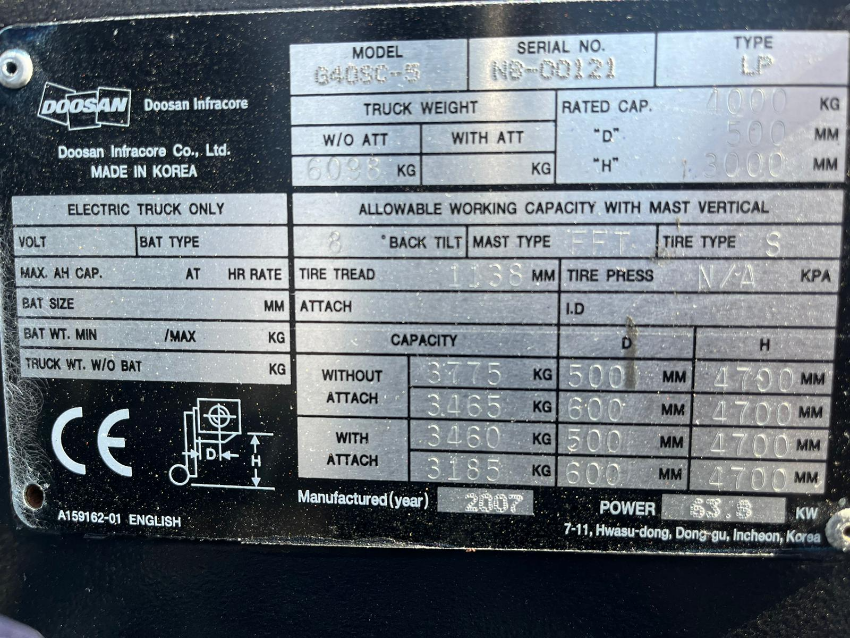 MODEL SERIAL NO. TYPE
G40SC-5 N8-00121 LP
DOOSAN Doosan Infracore
Doosan Infracore Co., Ltd.
MADE IN KOREA
TRUCK WEIGHT RATED CAP. 4000 KG
W/O ATT WITH ATT "D" 500 MM
6098 KG KG "H" 3000 MM
ELECTRIC TRUCK ONLY ALLOWABLE WORKING CAPACITY WITH MAST VERTICAL
VOLT BAT TYPE 8 °BACK TILT MAST TYPE FFT TIRE TYPE S
MAX. AH CAP. AT HR RATE TIRE TREAD 1138 MM TIRE PRESS N/A KPA
BAT SIZE MM ATTACH I.D
BAT WT. MIN /MAX KG CAPACITY D H
TRUCK WT. W/O BAT KG WITHOUT ATTACH 3775 KG 500 MM 4700 MM
3465 KG 600 MM 4700 MM
WITH ATTACH 3460 KG 500 MM 4700 MM
3185 KG 600 MM 4700 MM
CE D H
Manufactured (year) 2007 POWER KW
A159162-01 ENGLISH
7-11, Hwasu-dong, Dong-gu, Incheon, Korea